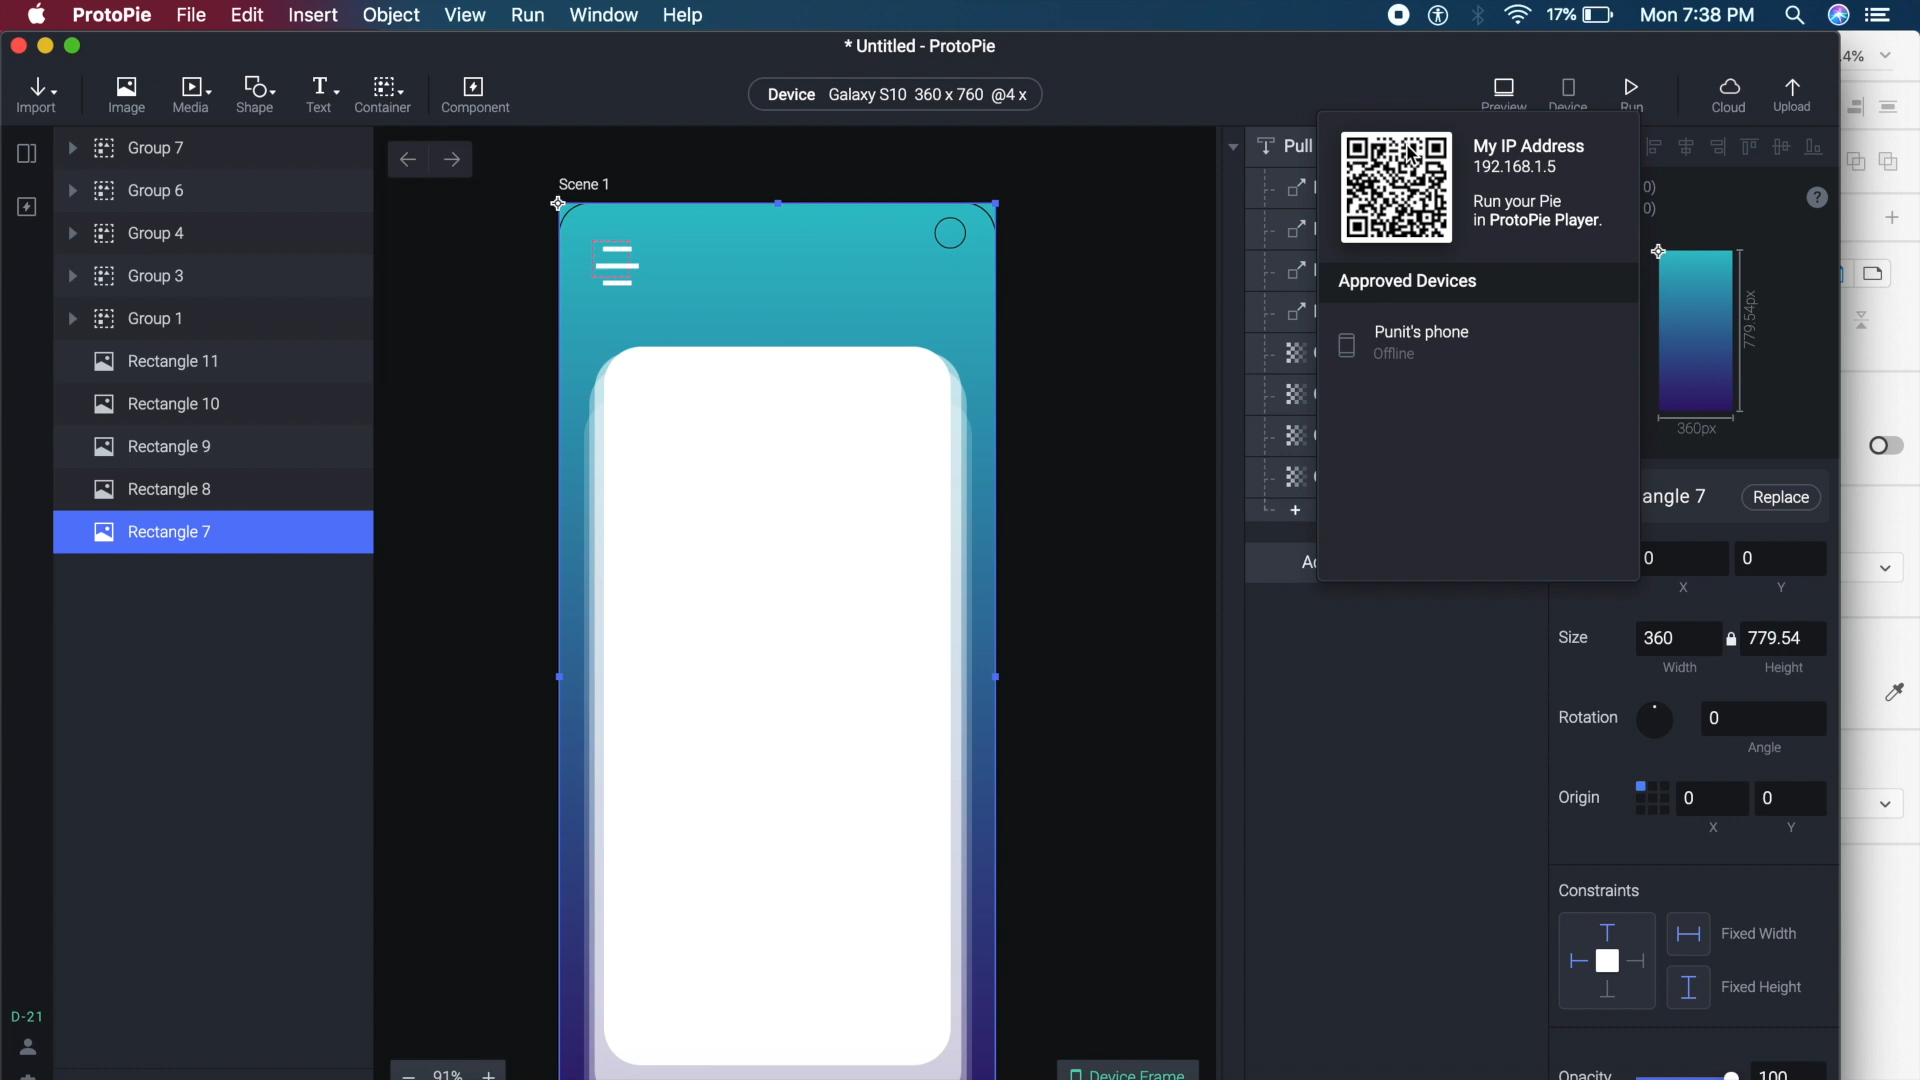 ProtoPie File Edit Insert Object View Run Window Help
17% Mon 7:38 PM
* Untitled - ProtoPie
Import Image Media Shape Text Container Component
Device Galaxy S10 360 x 760 @4 x
Preview Device Run Cloud Upload
4%
Group 7
Group 6
Group 4
Group 3
Group 1
Rectangle 11
Rectangle 10
Rectangle 9
Rectangle 8
Rectangle 7
D-21
Scene 1
91%
Device Frame
Pull
My IP Address
192.168.1.5
Run your Pie
in ProtoPie Player.
Approved Devices
Punit's phone
Offline
0)
0)
779.54px
360px
angle 7 Replace
0 0
X Y
Size 360 779.54
Width Height
Rotation 0
Angle
Origin 0 0
X Y
Constraints
Fixed Width
Fixed Height
Opacity 100